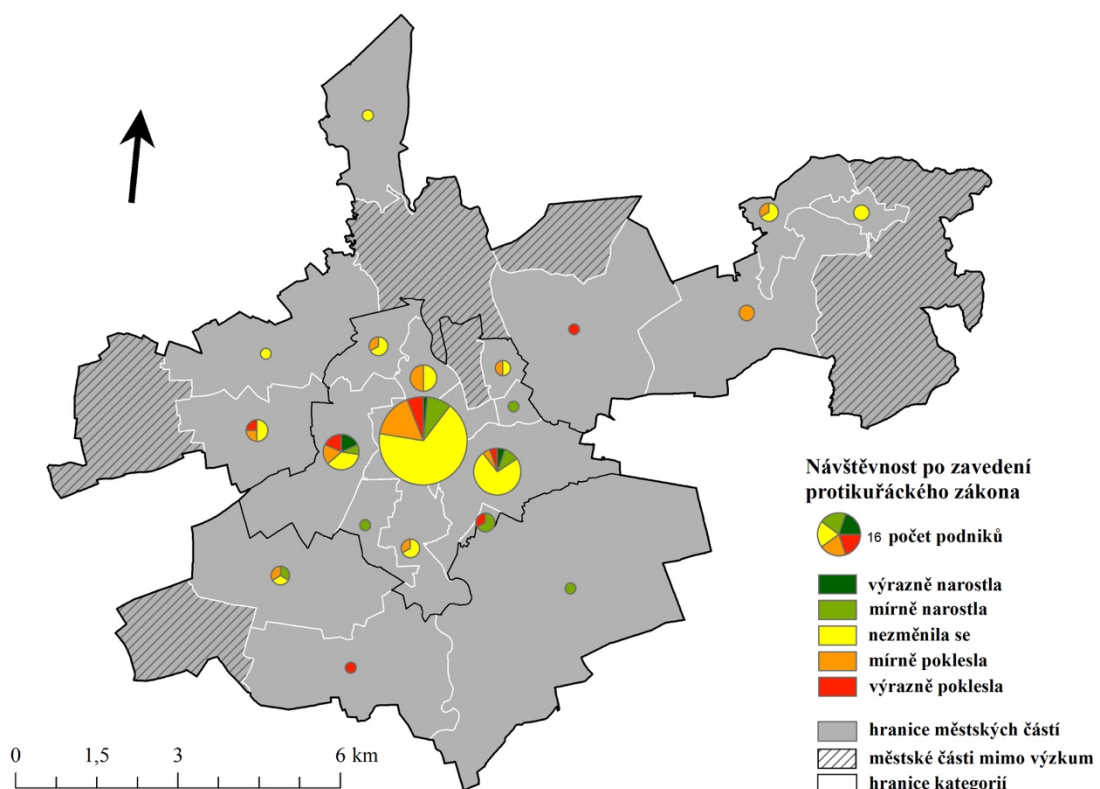 Návštěvnost po zavedení
protikuřáckého zákona
16 počet podniků
výrazně narostla
mírně narostla
nezměnila se
mírně poklesla
výrazně poklesla
hranice městských částí
městské části mimo výzkum
hranice kategorií
0 1,5 3 6 km